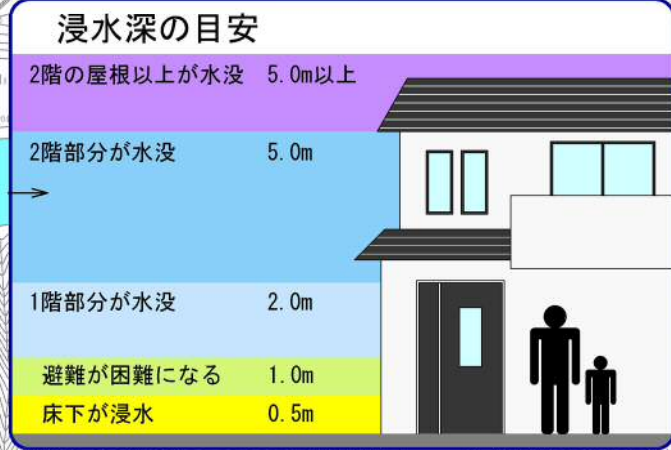 浸水深の目安
2階の屋根以上が水没 5.0m以上
2階部分が水没 5.0m
1階部分が水没 2.0m
避難が困難になる 1.0m
床下が浸水 0.5m